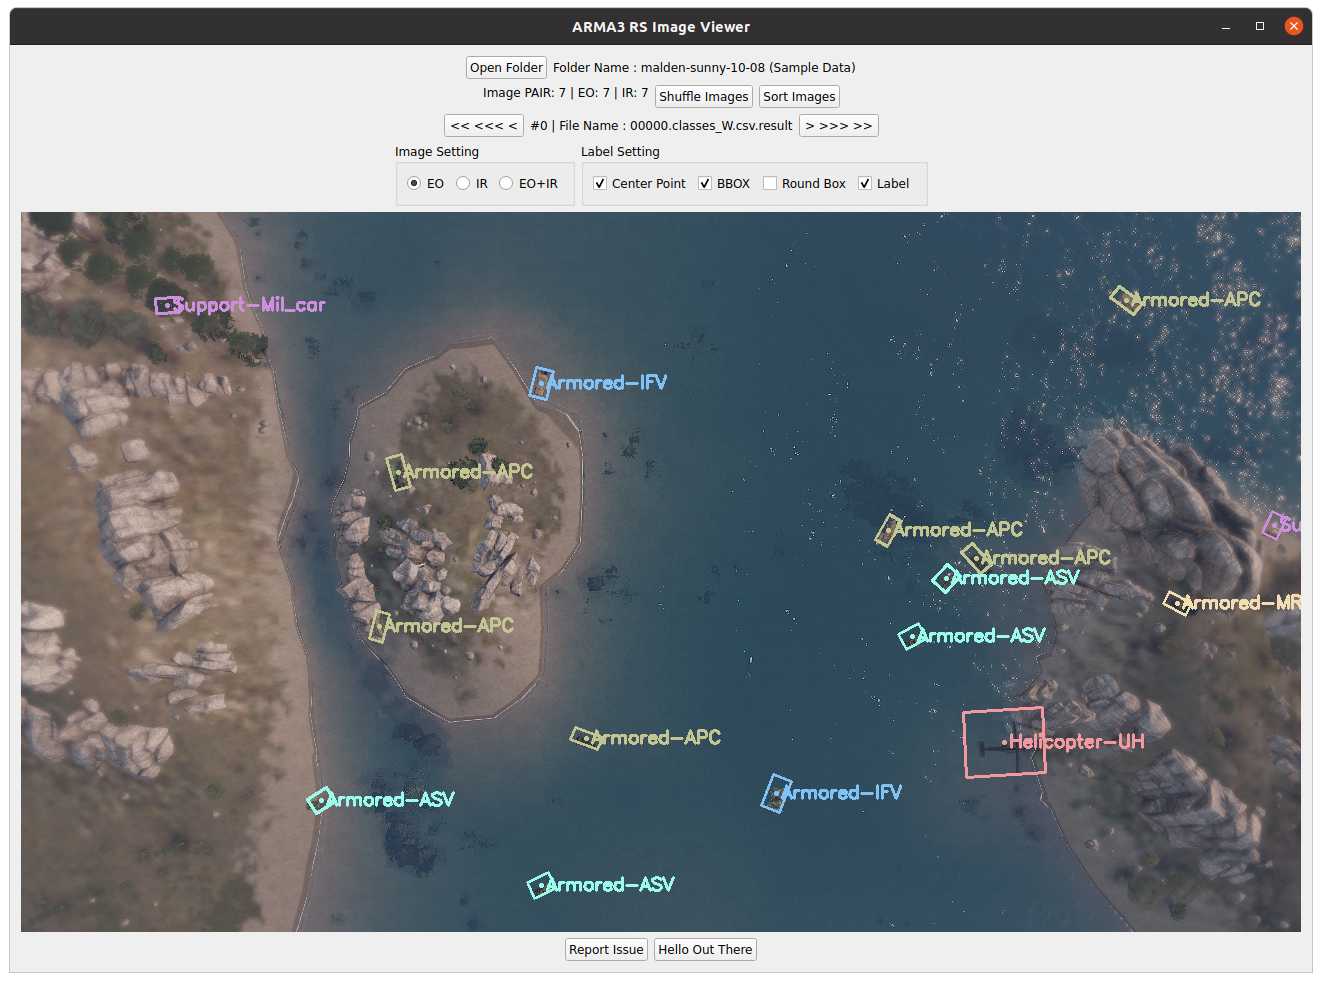 ARMA3 RS Image Viewer
Open Folder Folder Name : malden-sunny-10-08 (Sample Data)
Image PAIR: 7 | EO: 7 | IR: 7 Shuffle Images Sort Images
<< <<< < #0 | File Name : 00000.classes_W.csv.result > >>> >>
Image Setting Label Setting
EO IR EO+IR Center Point BBOX Round Box Label
Armored-APC
Support-Mil_car
Armored-IFV
Armored-APC
Su
Armored-APC
Armored-APC
Armored-ASV
Armored-MR
Armored-APC
Armored-ASV
Armored-APC
Helicopter-UH
Armored-IFV
Armored-ASV
Armored-ASV
Report Issue Hello Out There